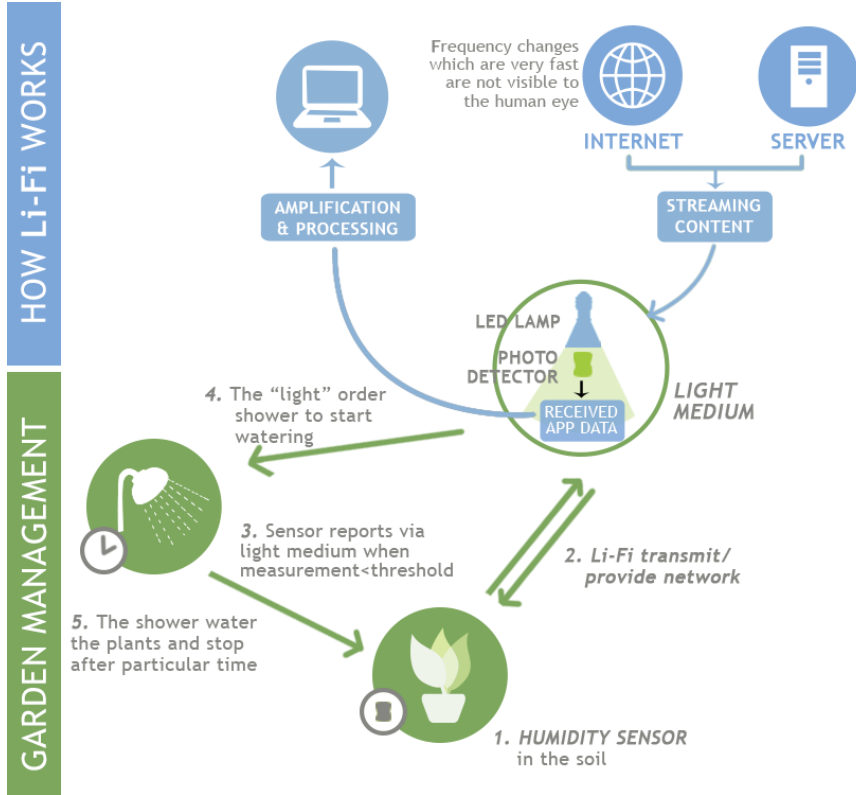 HOW Li-Fi WORKS
Frequency changes
which are very fast
are not visible to
the human eye
INTERNET
SERVER
AMPLIFICATION
& PROCESSING
STREAMING
CONTENT
LED LAMP
PHOTO
DETECTOR
RECEIVED
APP DATA
LIGHT
MEDIUM
GARDEN MANAGEMENT
4. The “light” order
shower to start
watering
3. Sensor reports via
light medium when
measurement<threshold
2. Li-Fi transmit/
provide network
5. The shower water
the plants and stop
after particular time
1. HUMIDITY SENSOR
in the soil